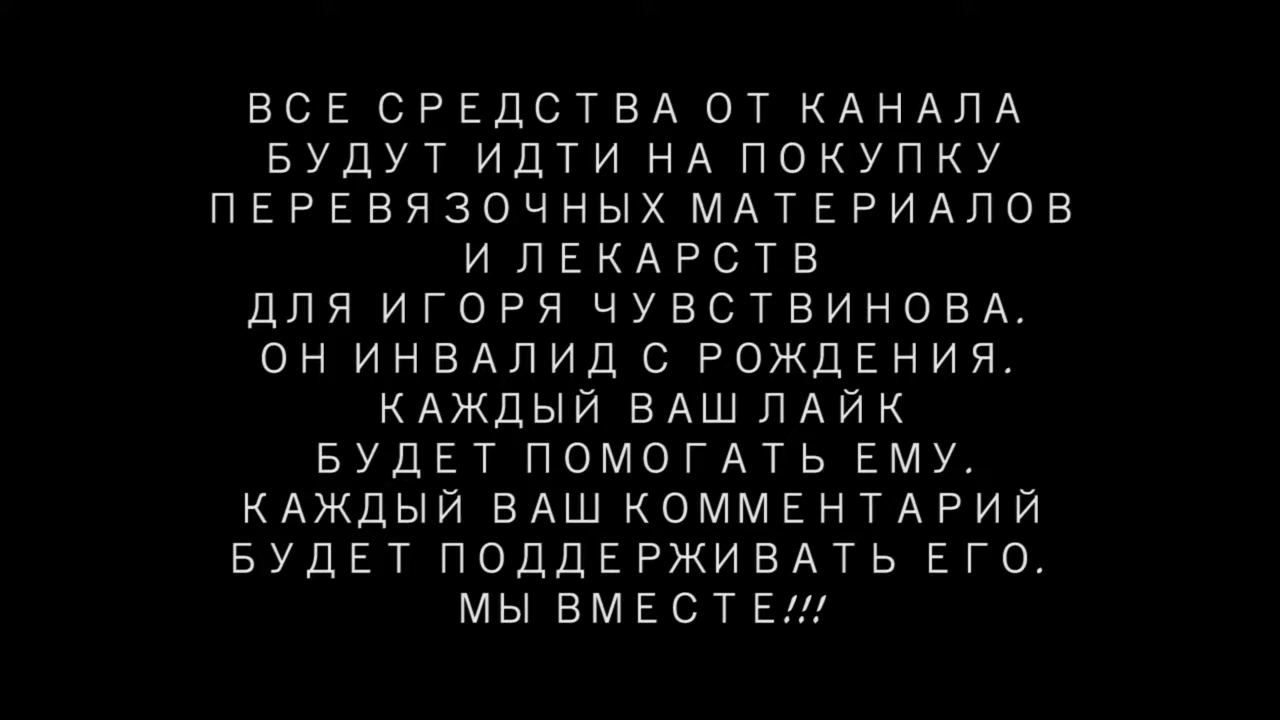 ВСЕ СРЕДСТВА ОТ КАНАЛА
БУДУТ ИДТИ НА ПОКУПКУ
ПЕРЕВЯЗОЧНЫХ МАТЕРИАЛОВ
И ЛЕКАРСТВ
ДЛЯ ИГОРЯ ЧУВСТВИНОВА.
ОН ИНВАЛИД С РОЖДЕНИЯ.
КАЖДЫЙ ВАШ ЛАЙК
БУДЕТ ПОМОГАТЬ ЕМУ.
КАЖДЫЙ ВАШ КОММЕНТАРИЙ
БУДЕТ ПОДДЕРЖИВАТЬ ЕГО.
МЫ ВМЕСТЕ!!!